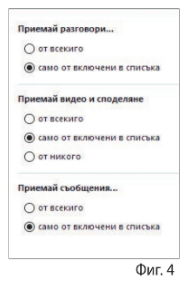 Приемай разговори...
от всекиго
само от включени в списъка
Приемай видео и споделяне
от всекиго
само от включени в списъка
от никого
Приемай съобщения...
от всекиго
само от включени в списъка
Фиг. 4